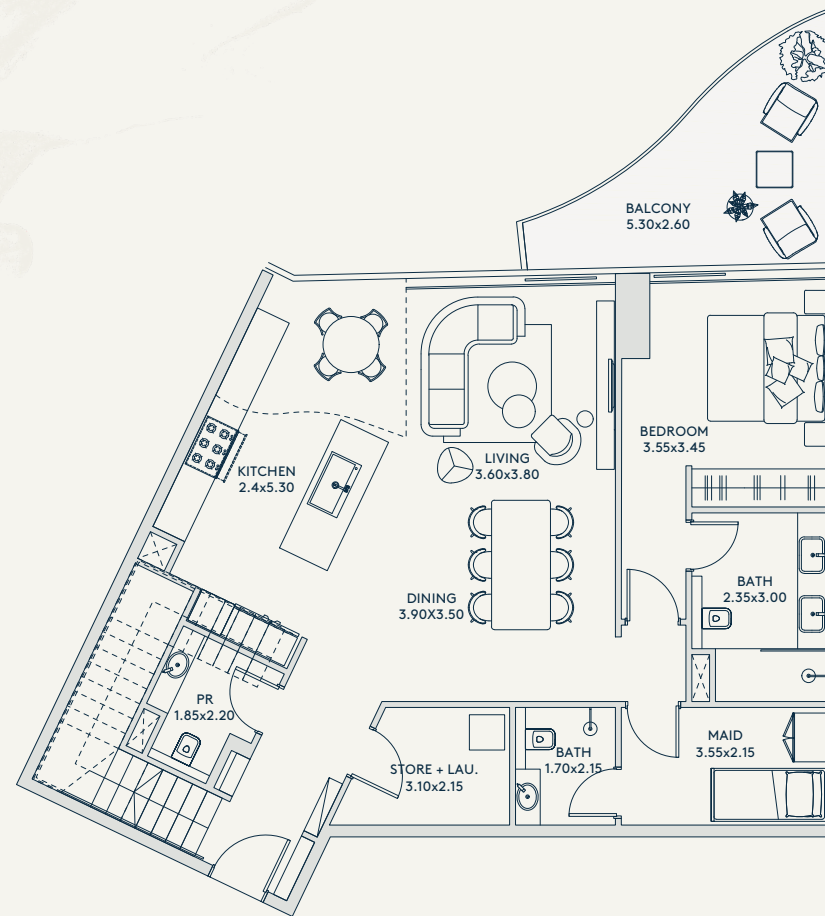 BALCONY
5.30x2.60
BEDROOM
3.55x3.45
LIVING
3.60x3.80
KITCHEN
2.4x5.30
DINING
3.90X3.50
BATH
2.35x3.00
PR
1.85x2.20
STORE + LAU.
3.10x2.15
BATH
1.70x2.15
MAID
3.55x2.15